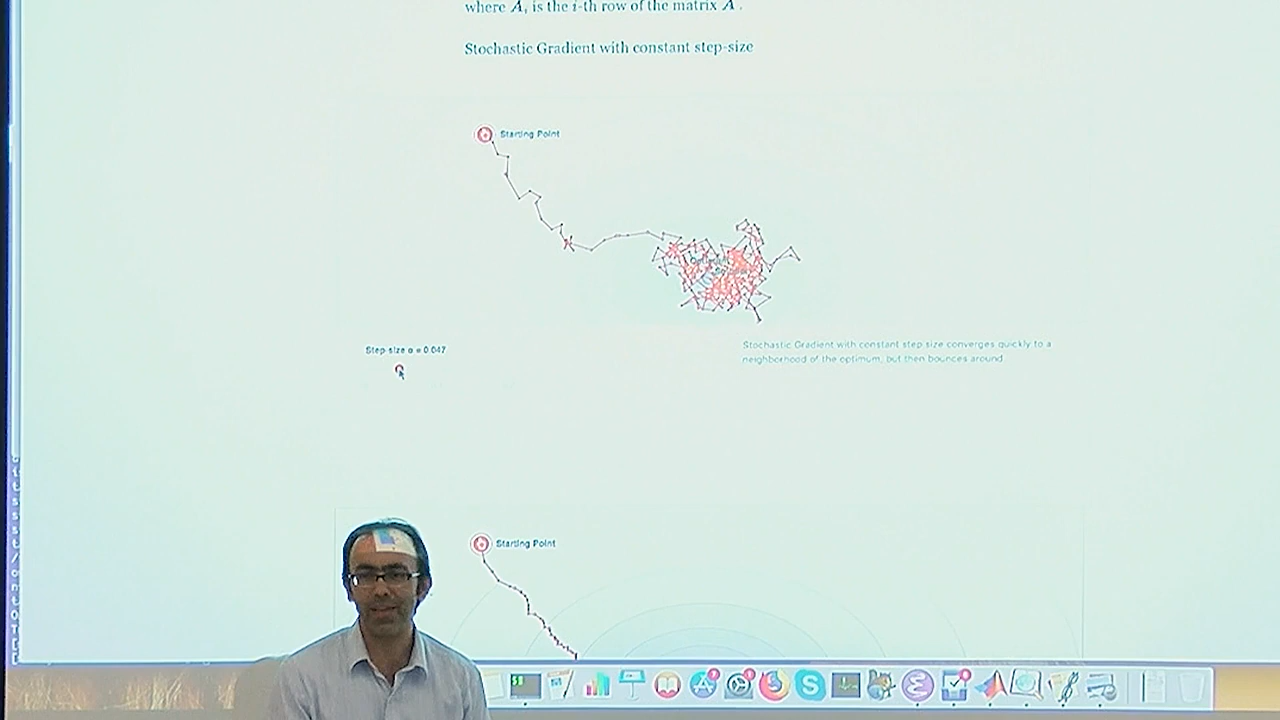 where A, is the i-th row of the matrix A .
Stochastic Gradient with constant step-size
Starting Point
Step-size α = 0.047
Stochastic Gradient with constant step size converges quickly to a
neighborhood of the optimum, but then bounces around.
Starting Point